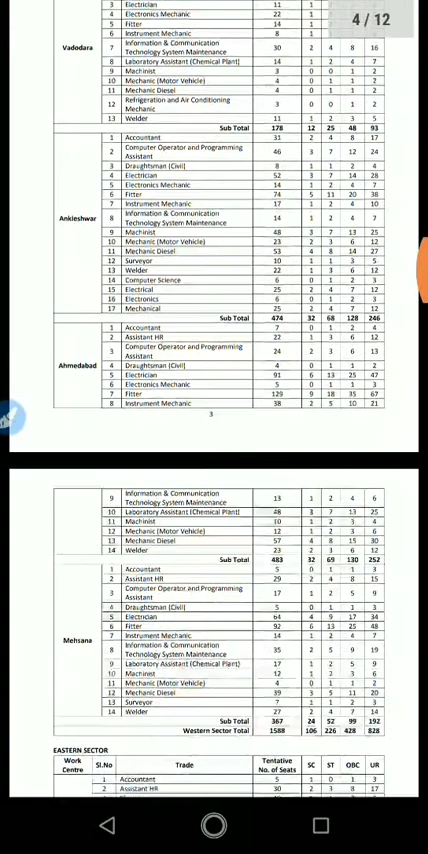 4 / 12
3 Electrician 11 1
4 Electronics Mechanic 22 1
5 Fitter 14 1
6 Instrument Mechanic 8 1
Vadodara
7 Information & Communication Technology System Maintenance 30 2 4 8 16
8 Laboratory Assistant (Chemical Plant) 14 1 2 4 7
9 Machinist 3 0 0 1 2
10 Mechanic (Motor Vehicle) 4 0 1 1 2
11 Mechanic Diesel 4 0 1 1 2
12 Refrigeration and Air Conditioning Mechanic 3 0 0 1 2
13 Welder 11 1 2 3 5
Sub Total 178 12 25 48 93
Ankleshwar
1 Accountant 31 2 4 8 17
2 Computer Operator and Programming Assistant 46 3 7 12 24
3 Draughtsman (Civil) 8 1 1 2 4
4 Electrician 52 3 7 14 28
5 Electronics Mechanic 14 1 2 4 7
6 Fitter 74 5 11 20 38
7 Instrument Mechanic 17 1 2 4 10
8 Information & Communication Technology System Maintenance 14 1 2 4 7
9 Machinist 48 3 7 13 25
10 Mechanic (Motor Vehicle) 23 2 3 6 12
11 Mechanic Diesel 53 4 8 14 27
12 Surveyor 10 1 1 3 5
13 Welder 22 1 3 6 12
14 Computer Science 6 0 1 2 3
15 Electrical 25 2 4 7 12
16 Electronics 6 0 1 2 3
17 Mechanical 25 2 4 7 12
Sub Total 474 32 68 128 246
Ahmedabad
1 Accountant 7 0 1 2 4
2 Assistant HR 22 1 3 6 12
3 Computer Operator and Programming Assistant 24 2 3 6 13
4 Draughtsman (Civil) 4 0 1 1 2
5 Electrician 91 6 13 25 47
6 Electronics Mechanic 5 0 1 1 3
7 Fitter 129 9 18 35 67
8 Instrument Mechanic 38 2 5 10 21
3
9 Information & Communication Technology System Maintenance 13 1 2 4 6
10 Laboratory Assistant (Chemical Plant) 48 3 7 13 25
11 Machinist 10 1 2 3 4
12 Mechanic (Motor Vehicle) 12 1 2 3 6
13 Mechanic Diesel 57 4 8 15 30
14 Welder 23 2 3 6 12
Sub Total 483 32 69 130 252
Mehsana
1 Accountant 5 0 1 1 3
2 Assistant HR 29 2 4 8 15
3 Computer Operator and Programming Assistant 17 1 2 5 9
4 Draughtsman (Civil) 5 0 1 1 3
5 Electrician 64 4 9 17 34
6 Fitter 92 6 13 25 48
7 Instrument Mechanic 14 1 2 4 7
8 Information & Communication Technology System Maintenance 35 2 5 9 19
9 Laboratory Assistant (Chemical Plant) 17 1 2 5 9
10 Machinist 12 1 2 3 6
11 Mechanic (Motor Vehicle) 4 0 1 1 2
12 Mechanic Diesel 39 3 5 11 20
13 Surveyor 7 1 1 2 3
14 Welder 27 2 4 7 14
Sub Total 367 24 52 99 192
Western Sector Total 1588 106 226 428 828
EASTERN SECTOR
Work Centre Sl.No Trade Tentative No. of Seats SC ST OBC UR
1 Accountant 5 1 0 1 3
2 Assistant HR 30 2 3 8 17